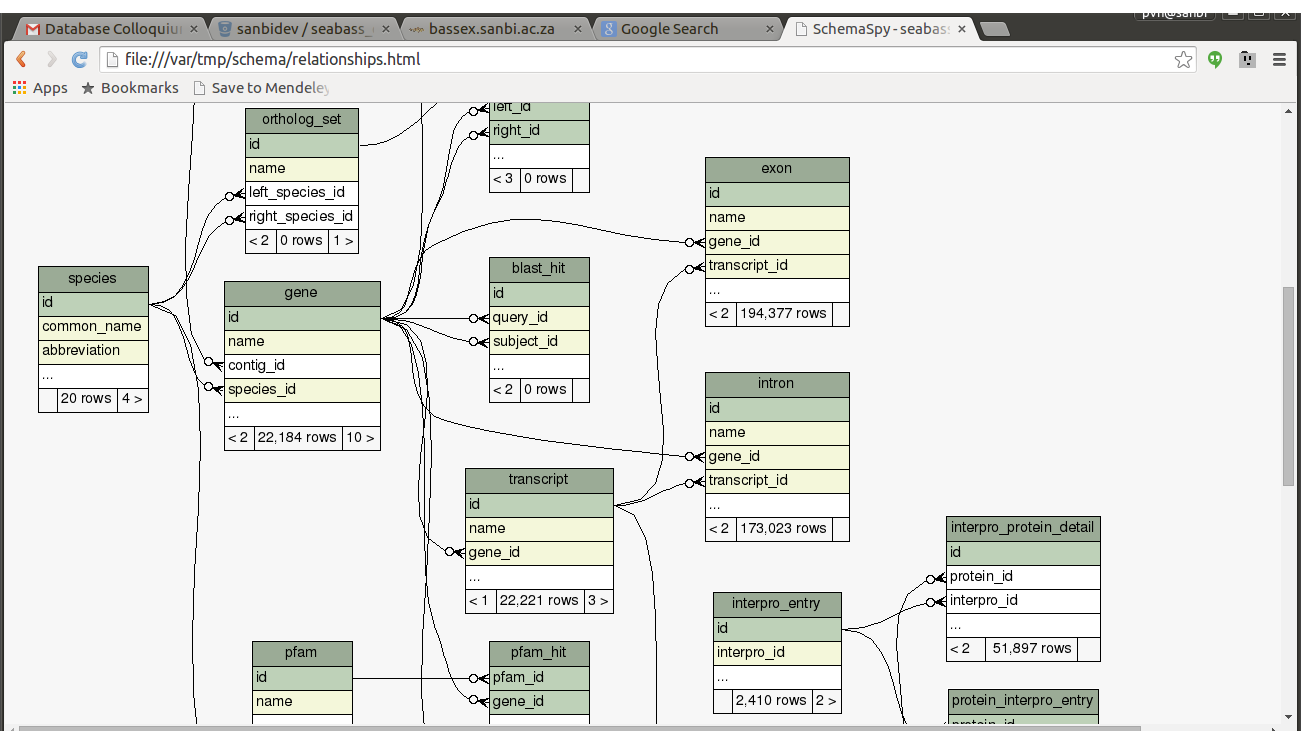 pvh@sanbi
Database Colloquiu
sanbidev / seabass_
bassex.sanbi.ac.za
Google Search
SchemaSpy - seabass
file:///var/tmp/schema/relationships.html
Apps
Bookmarks
Save to Mendeley
ortholog_set
id
name
left_species_id
right_species_id
< 2 0 rows 1 >
left_id
right_id
...
< 3 0 rows
exon
id
name
gene_id
transcript_id
...
< 2 194,377 rows
species
id
common_name
abbreviation
...
20 rows 4 >
gene
id
name
contig_id
species_id
...
< 2 22,184 rows 10 >
blast_hit
id
query_id
subject_id
...
< 2 0 rows
intron
id
name
gene_id
transcript_id
...
< 2 173,023 rows
transcript
id
name
gene_id
...
< 1 22,221 rows 3 >
interpro_protein_detail
id
protein_id
interpro_id
...
< 2 51,897 rows
interpro_entry
id
interpro_id
...
2,410 rows 2 >
pfam
id
name
pfam_hit
pfam_id
gene_id
protein_interpro_entry
protein_id